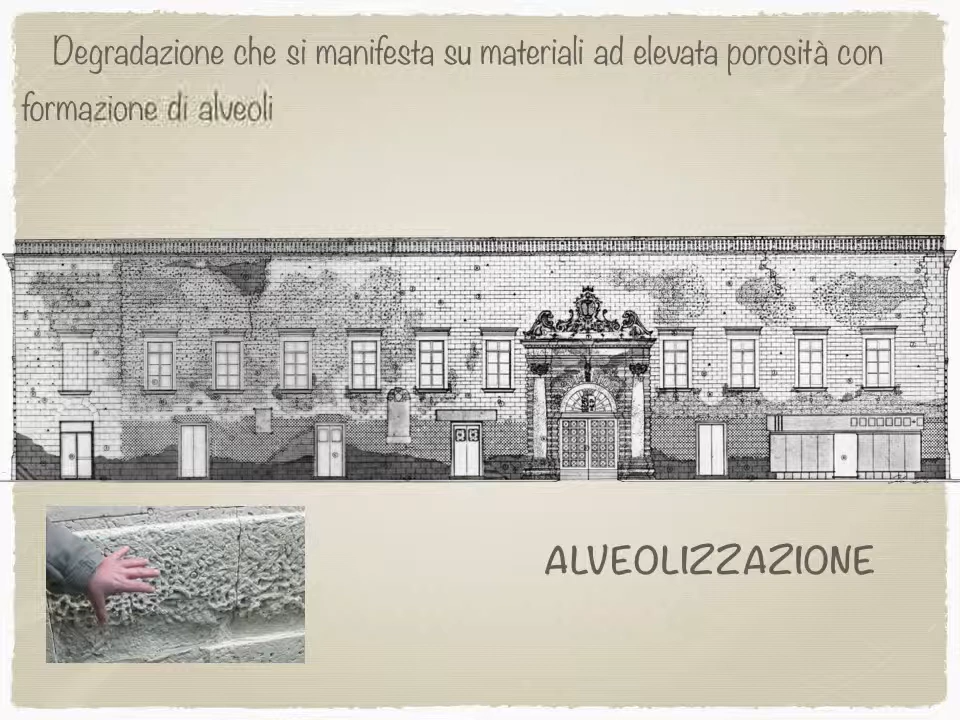 Degradazione che si manifesta su materiali ad elevata porosità con
formazione di alveoli
ALVEOLIZZAZIONE